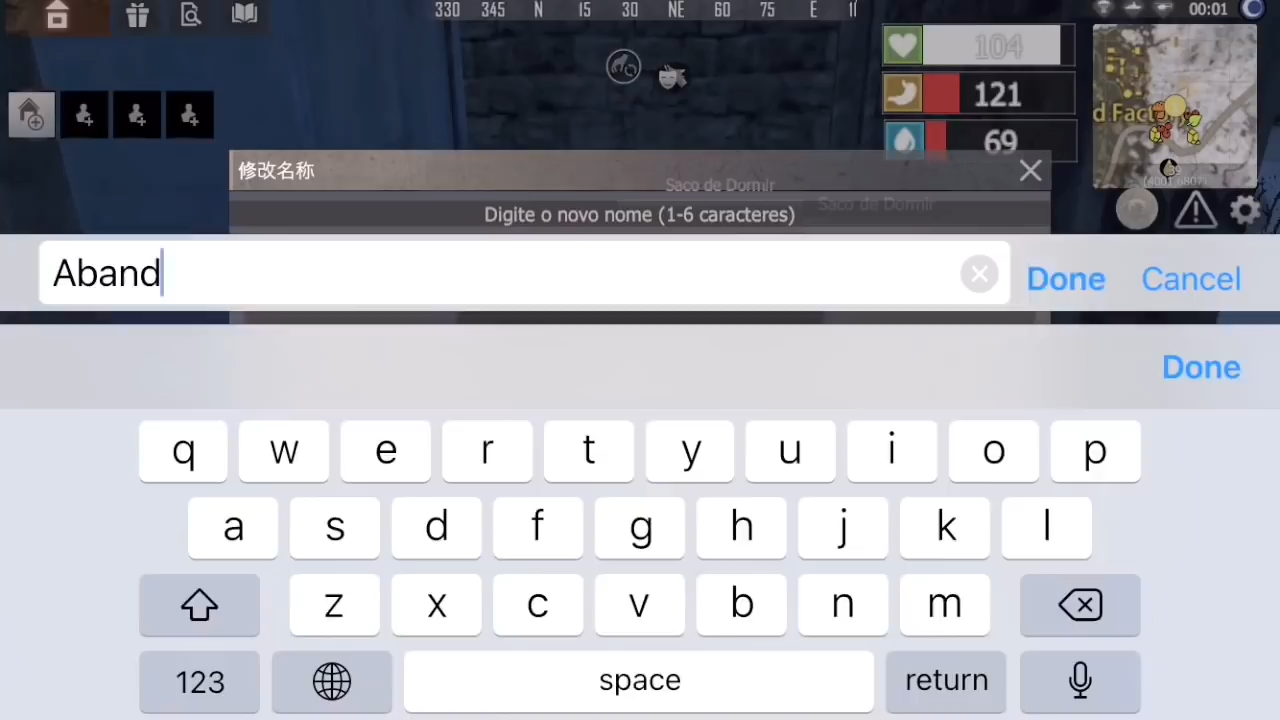 330 345 N 15 30 NE 60 75 E
00:01
104
121
69
d Fact
修改名称
Saco de Dormir
Saco de Dormir
Digite o novo nome (1-6 caracteres)
Aband
Done Cancel
Done
q w e r t y u i o p
a s d f g h j k l
z x c v b n m
123 space return